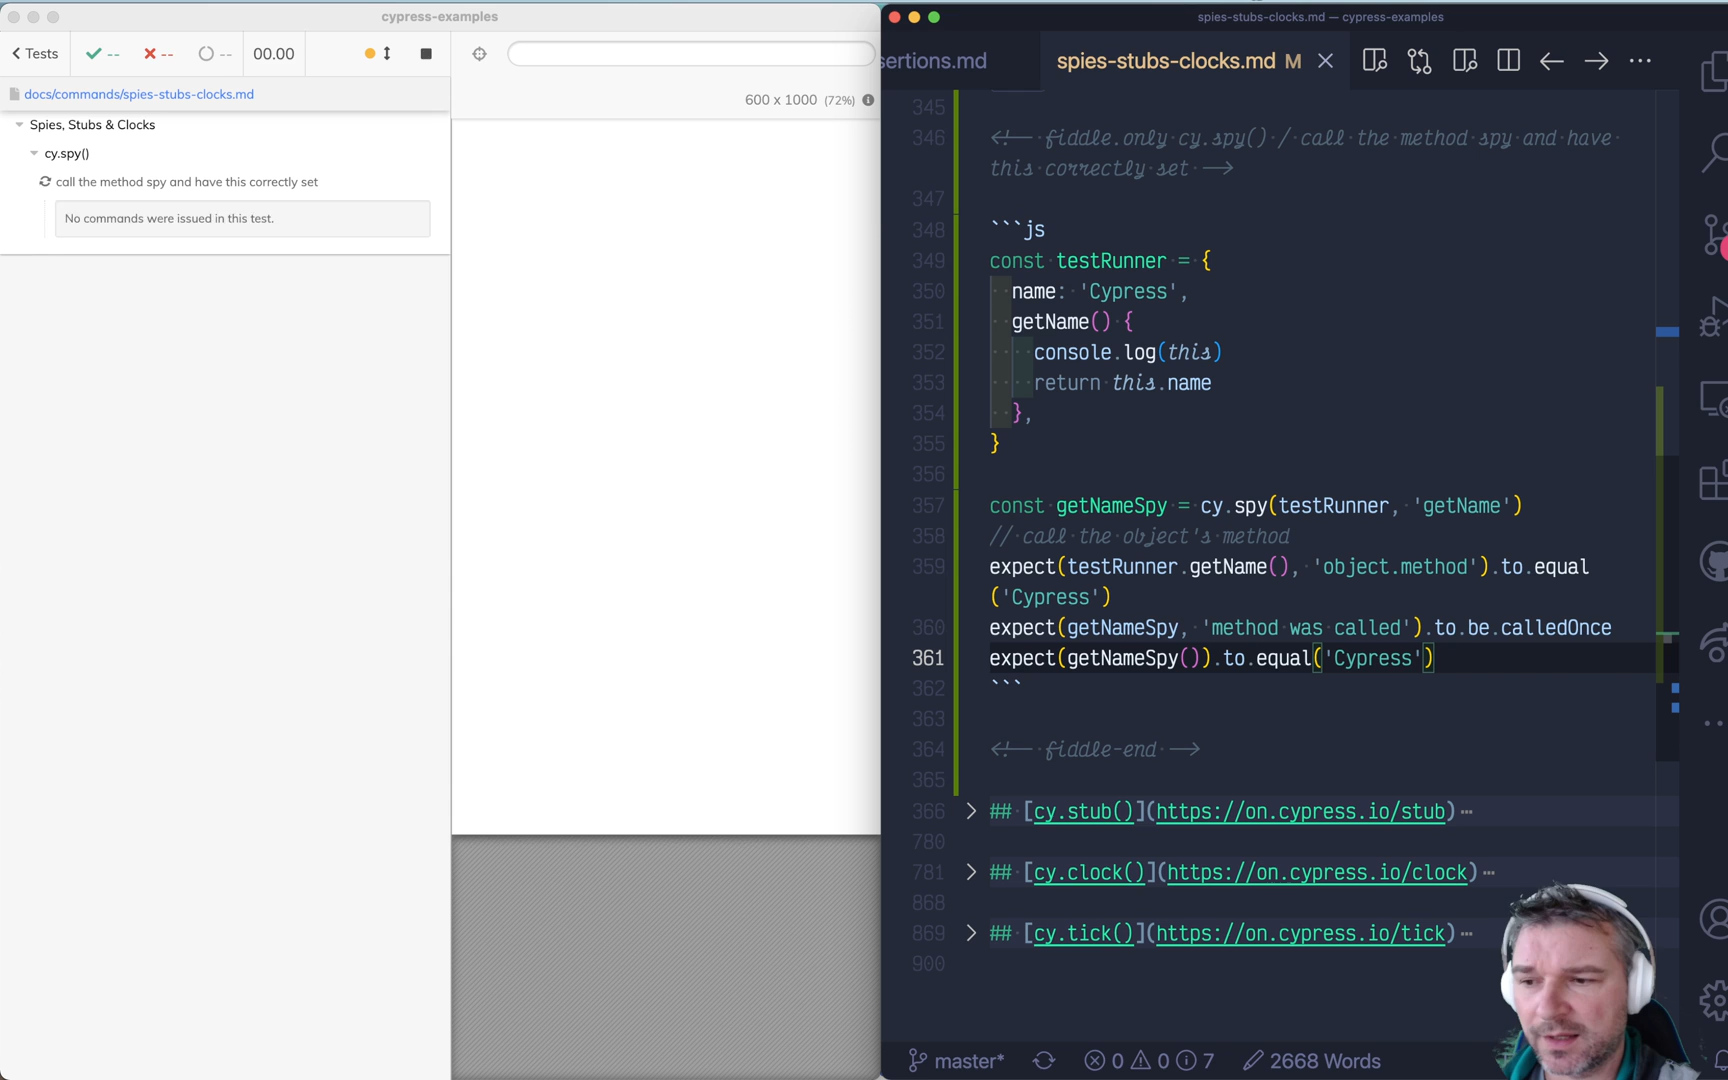 cypress-examples
Tests -- -- -- 00.00
docs/commands/spies-stubs-clocks.md
600 x 1000 (72%)
Spies, Stubs & Clocks
cy.spy()
call the method spy and have this correctly set
No commands were issued in this test.
spies-stubs-clocks.md — cypress-examples
sertions.md spies-stubs-clocks.md M
345
346 <!-- fiddle.only cy.spy() / call the method spy and have
this correctly set -->
347
348 ```js
349 const testRunner = {
350 name: 'Cypress',
351 getName() {
352 console.log(this)
353 return this.name
354 },
355 }
356
357 const getNameSpy = cy.spy(testRunner, 'getName')
358 // call the object's method
359 expect(testRunner.getName(), 'object.method').to.equal
('Cypress')
360 expect(getNameSpy, 'method was called').to.be.calledOnce
361 expect(getNameSpy()).to.equal('Cypress')
362 ```
363
364 <!-- fiddle-end -->
365
366 ## [cy.stub()](https://on.cypress.io/stub) ⋯
780
781 ## [cy.clock()](https://on.cypress.io/clock) ⋯
868
869 ## [cy.tick()](https://on.cypress.io/tick) ⋯
900
master* 0 0 7 2668 Words